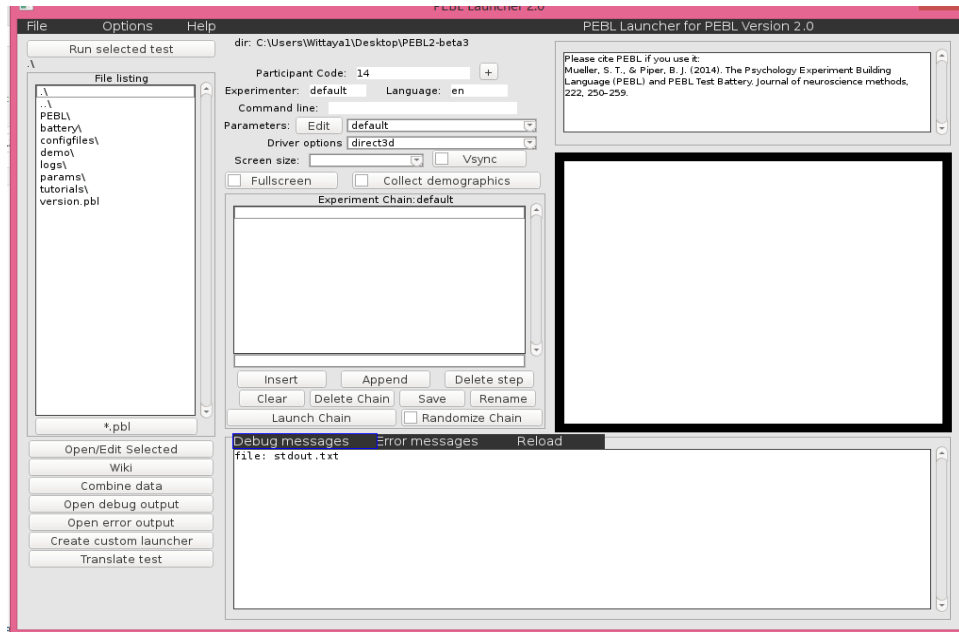 PEBL Launcher 2.0
File Options Help PEBL Launcher for PEBL Version 2.0
Run selected test
.\
File listing
.\
..\
PEBL\
battery\
configfiles\
demo\
logs\
params\
tutorials\
version.pbl
*.pbl
Open/Edit Selected
Wiki
Combine data
Open debug output
Open error output
Create custom launcher
Translate test
dir: C:\Users\Wittaya1\Desktop\PEBL2-beta3
Participant Code: 14 +
Experimenter: default Language: en
Command line:
Parameters: Edit default
Driver options direct3d
Screen size: Vsync
Fullscreen Collect demographics
Experiment Chain:default
Insert Append Delete step
Clear Delete Chain Save Rename
Launch Chain Randomize Chain
Please cite PEBL if you use it:
Mueller, S. T., & Piper, B. J. (2014). The Psychology Experiment Building
Language (PEBL) and PEBL Test Battery. Journal of neuroscience methods,
222, 250-259.
Debug messages Error messages Reload
file: stdout.txt